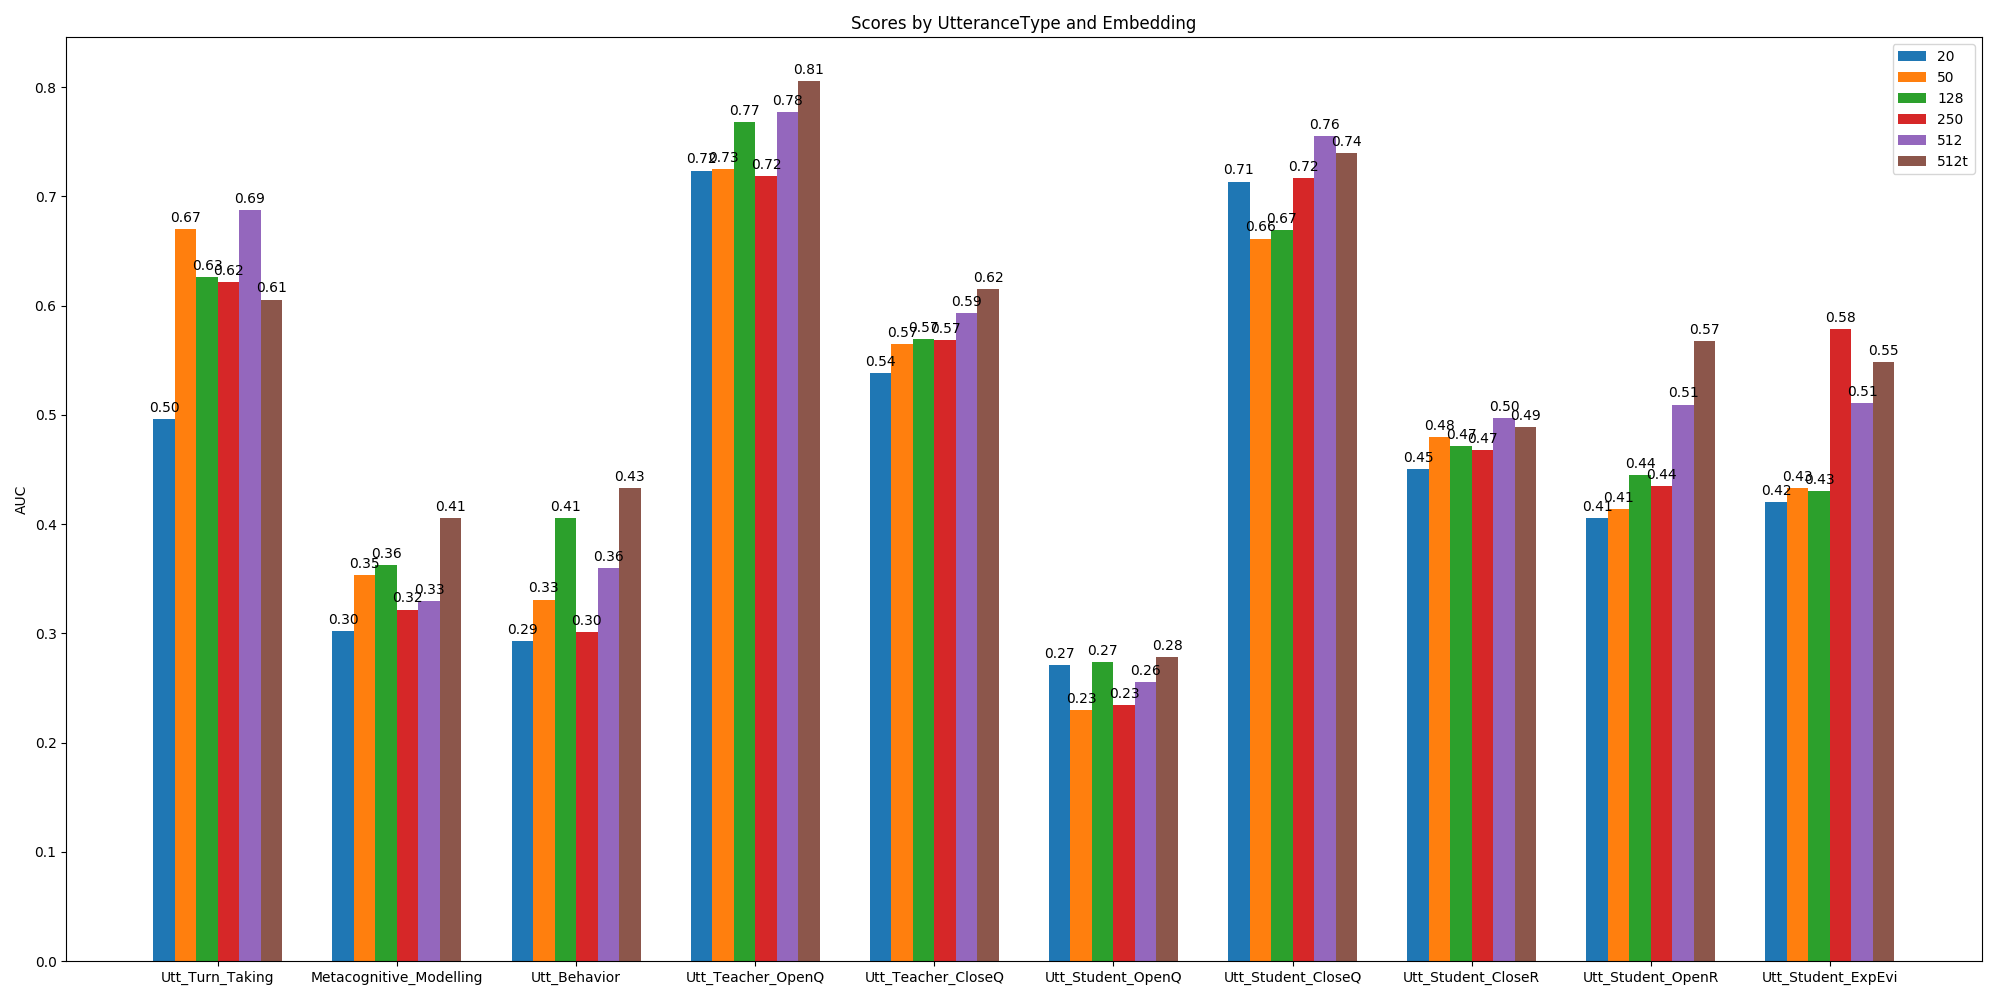 Scores by UtteranceType and Embedding
20
50
128
250
512
512t
AUC
0.8
0.7
0.6
0.5
0.4
0.3
0.2
0.1
0.0
0.50 0.67 0.63 0.62 0.69 0.61
0.30 0.35 0.36 0.32 0.33 0.41
0.29 0.33 0.41 0.30 0.36 0.43
0.72 0.73 0.77 0.72 0.78 0.81
0.54 0.57 0.57 0.57 0.59 0.62
0.27 0.23 0.27 0.23 0.26 0.28
0.71 0.66 0.67 0.72 0.76 0.74
0.45 0.48 0.47 0.47 0.50 0.49
0.41 0.41 0.44 0.44 0.51 0.57
0.42 0.43 0.43 0.58 0.51 0.55
Utt_Turn_Taking Metacognitive_Modelling Utt_Behavior Utt_Teacher_OpenQ Utt_Teacher_CloseQ Utt_Student_OpenQ Utt_Student_CloseQ Utt_Student_CloseR Utt_Student_OpenR Utt_Student_ExpEvi